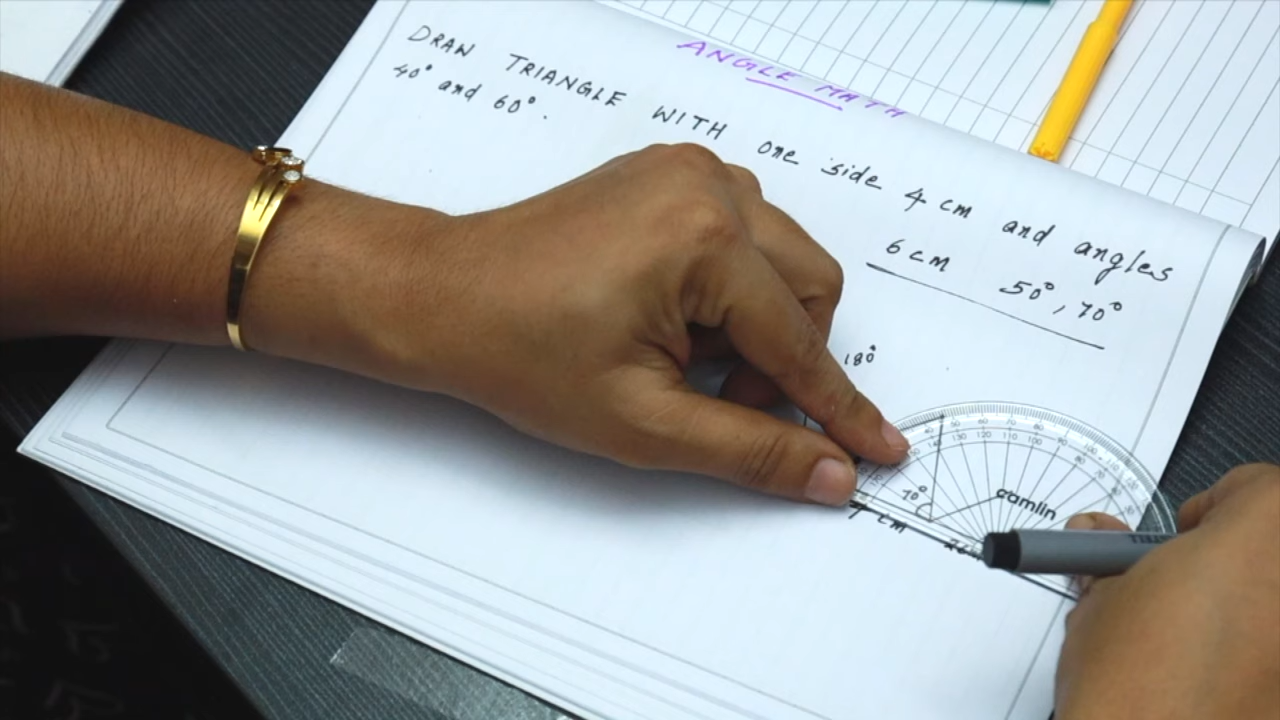 ANGLE MATH
DRAW TRIANGLE WITH one side 4 cm and angles
40° and 60°.
6 cm 50°, 70°
180°
70°
camlin